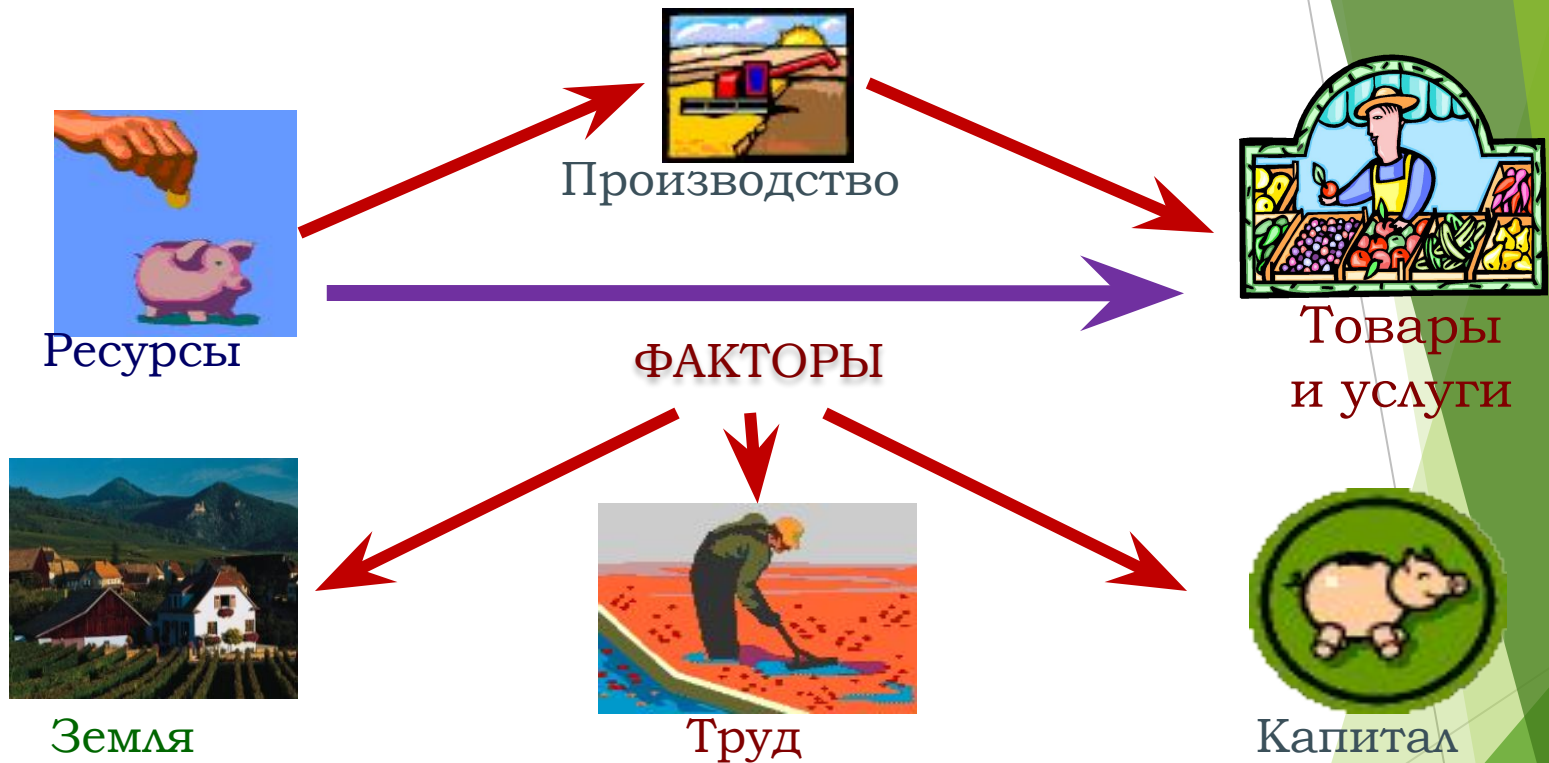 Производство
Ресурсы
ФАКТОРЫ
Товары
и услуги
Земля
Труд
Капитал